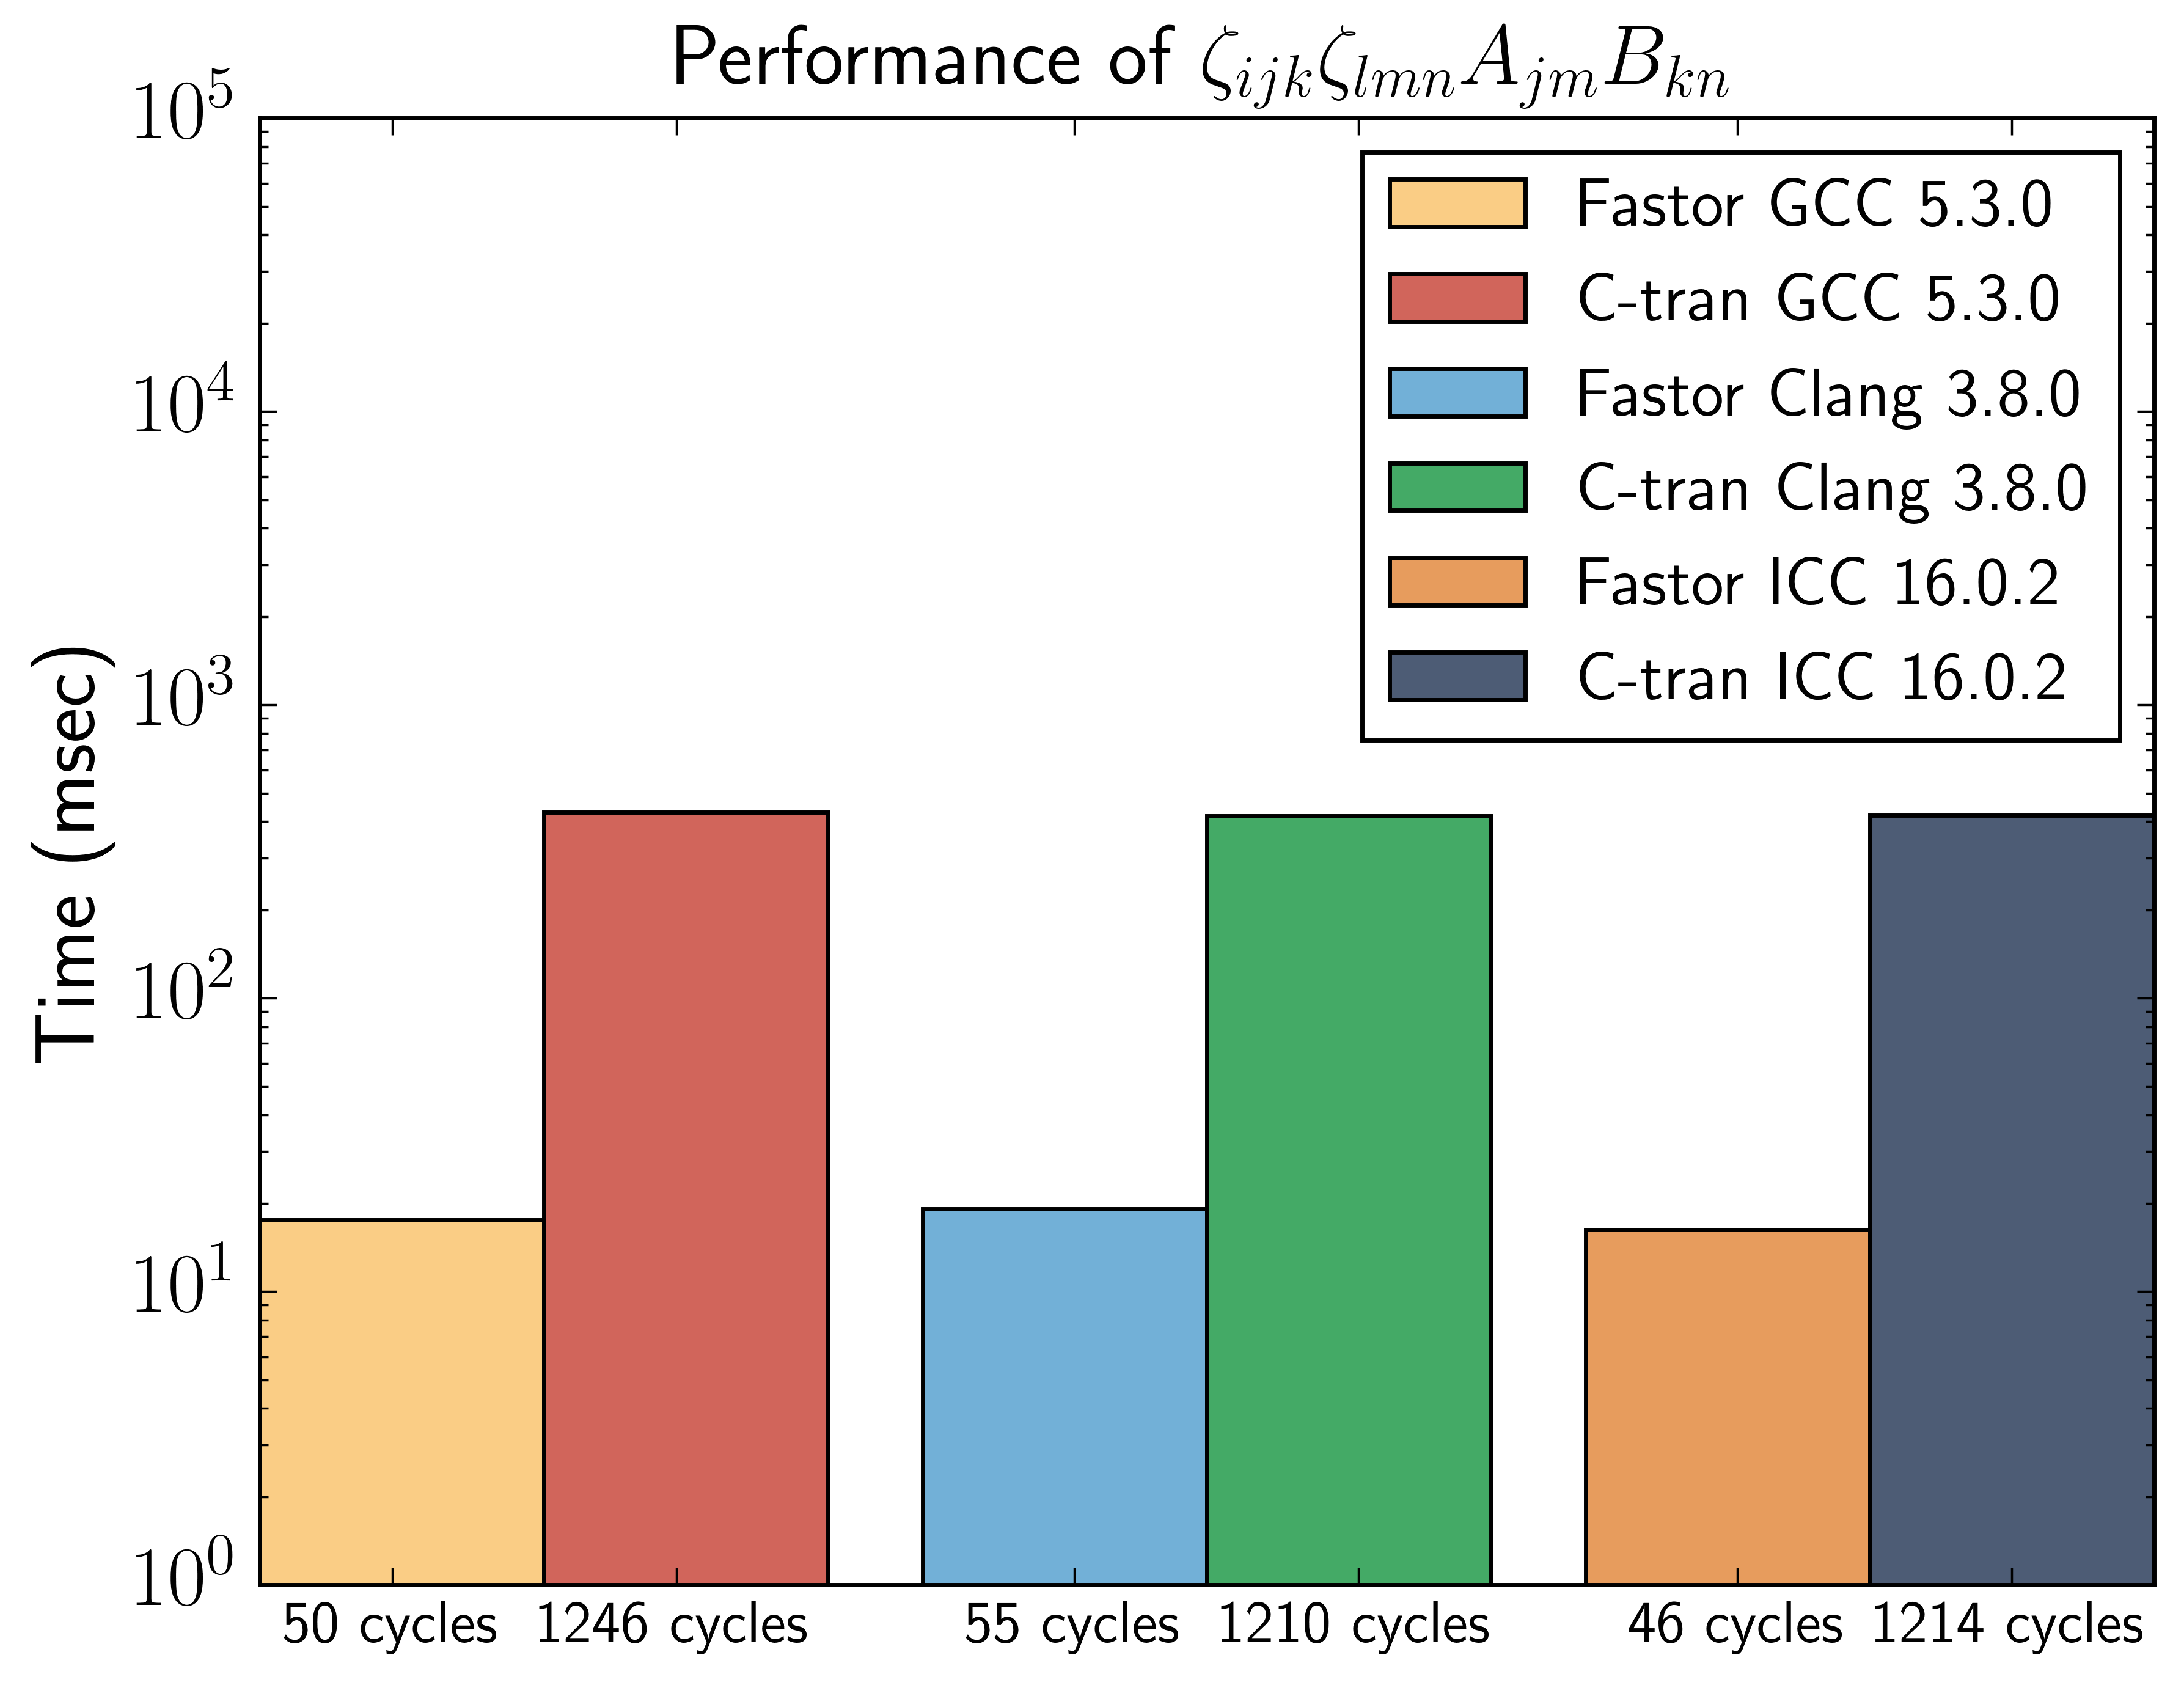 Performance of ζ_{ijk}ζ_{lmn}A_{jm}B_{kn}
Time (msec)
10^5
10^4
10^3
10^2
10^1
10^0
Fastor GCC 5.3.0
C-tran GCC 5.3.0
Fastor Clang 3.8.0
C-tran Clang 3.8.0
Fastor ICC 16.0.2
C-tran ICC 16.0.2
50 cycles 1246 cycles 55 cycles 1210 cycles 46 cycles 1214 cycles